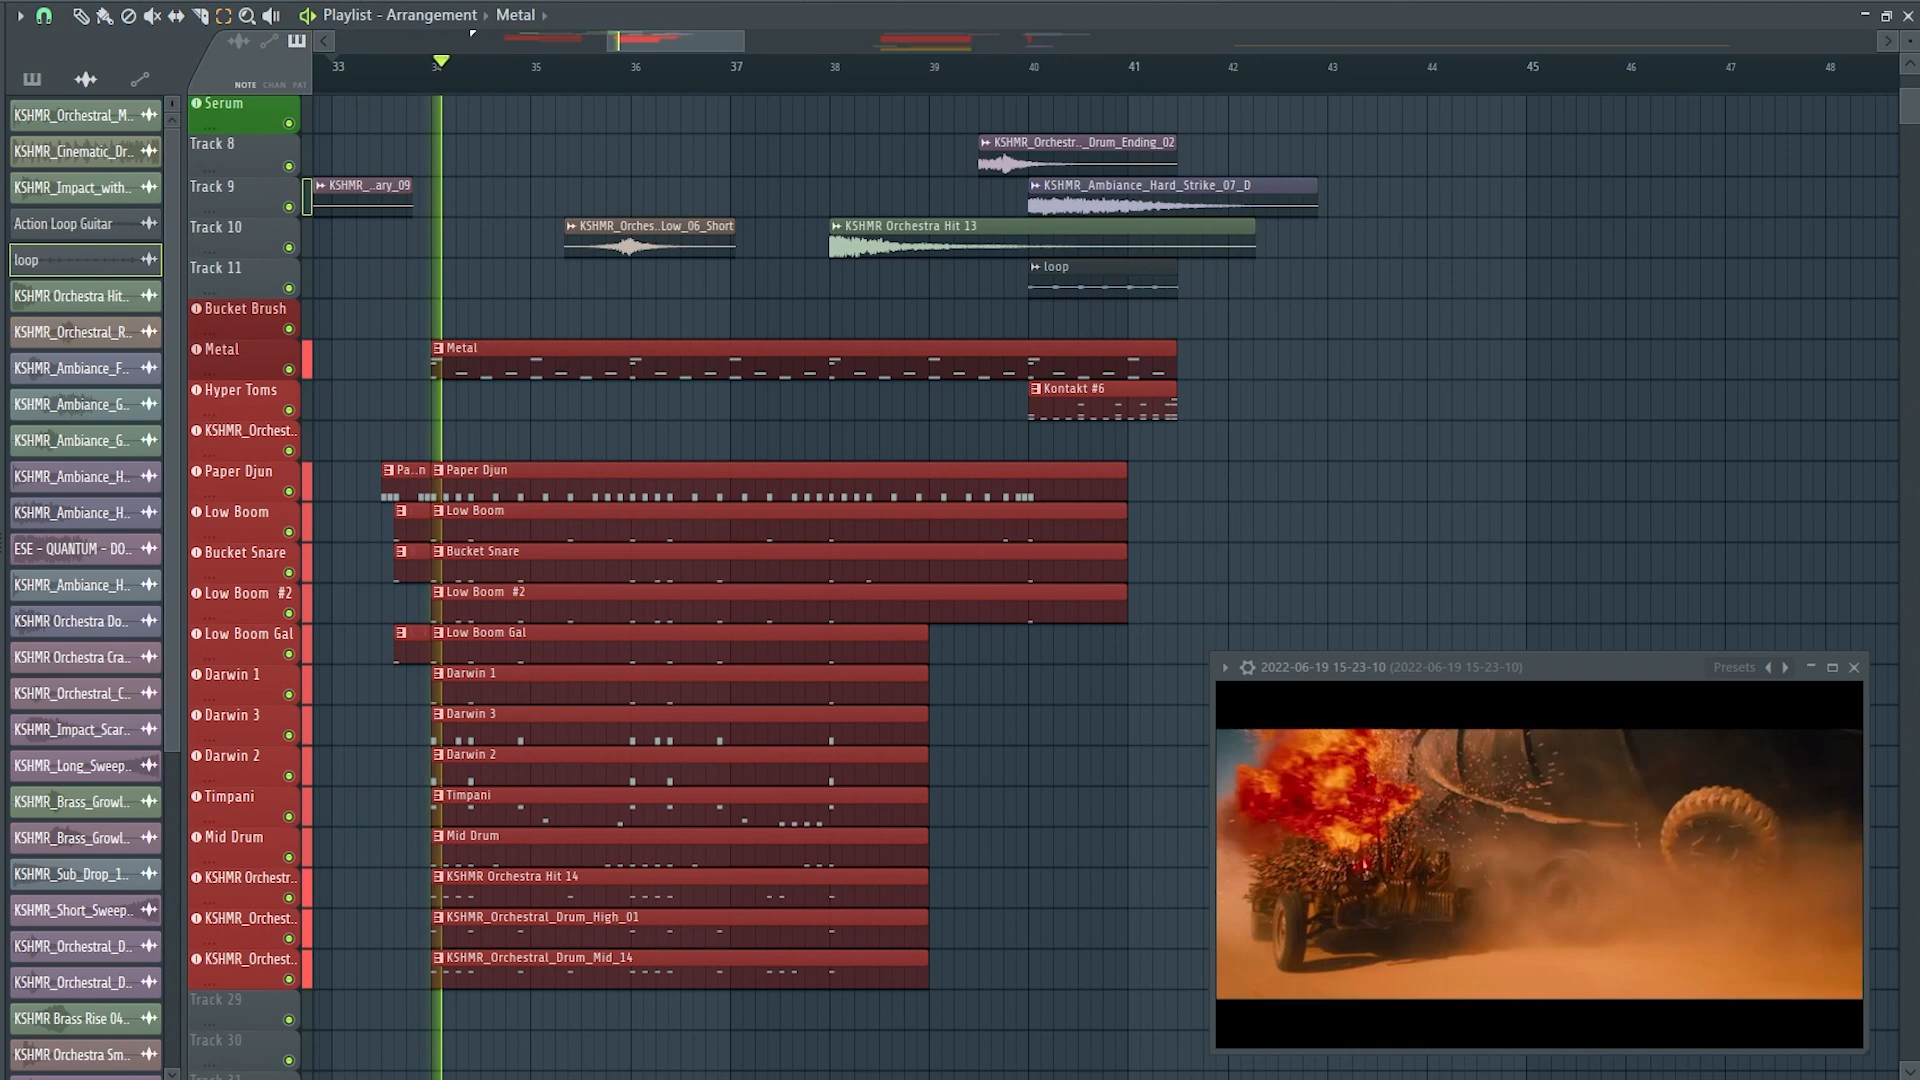 Playlist - Arrangement › Metal ›
NOTE CHAN PAT
33 34 35 36 37 38 39 40 41 42 43 44 45 46 47 48
KSHMR_Orchestral_M..
KSHMR_Cinematic_Dr..
KSHMR_Impact_with..
Action Loop Guitar
loop
KSHMR Orchestra Hit..
KSHMR_Orchestral_R..
KSHMR_Ambiance_F..
KSHMR_Ambiance_G..
KSHMR_Ambiance_G..
KSHMR_Ambiance_H..
KSHMR_Ambiance_H..
ESE - QUANTUM - DO..
KSHMR_Ambiance_H..
KSHMR Orchestra Do..
KSHMR Orchestra Cra..
KSHMR_Orchestral_C..
KSHMR_Impact_Scar..
KSHMR_Long_Sweep..
KSHMR_Brass_Growl..
KSHMR_Brass_Growl..
KSHMR_Sub_Drop_1..
KSHMR_Short_Sweep..
KSHMR_Orchestral_D..
KSHMR_Orchestral_D..
KSHMR Brass Rise 04..
KSHMR Orchestra Sm..
Serum
Track 8
Track 9
Track 10
Track 11
Bucket Brush
Metal
Hyper Toms
KSHMR_Orchest..
Paper Djun
Low Boom
Bucket Snare
Low Boom #2
Low Boom Gal
Darwin 1
Darwin 3
Darwin 2
Timpani
Mid Drum
KSHMR Orchestr..
KSHMR_Orchest..
KSHMR_Orchest..
Track 29
Track 30
Track 31
KSHMR_Orchestr.._Drum_Ending_02
KSHMR_..ary_09
KSHMR_Ambiance_Hard_Strike_07_D
KSHMR_Orches..Low_06_Short
KSHMR Orchestra Hit 13
loop
Metal
Kontakt #6
Pa..n
Paper Djun
Low Boom
Bucket Snare
Low Boom #2
Low Boom Gal
Darwin 1
Darwin 3
Darwin 2
Timpani
Mid Drum
KSHMR Orchestra Hit 14
KSHMR_Orchestral_Drum_High_01
KSHMR_Orchestral_Drum_Mid_14
2022-06-19 15-23-10 (2022-06-19 15-23-10)
Presets